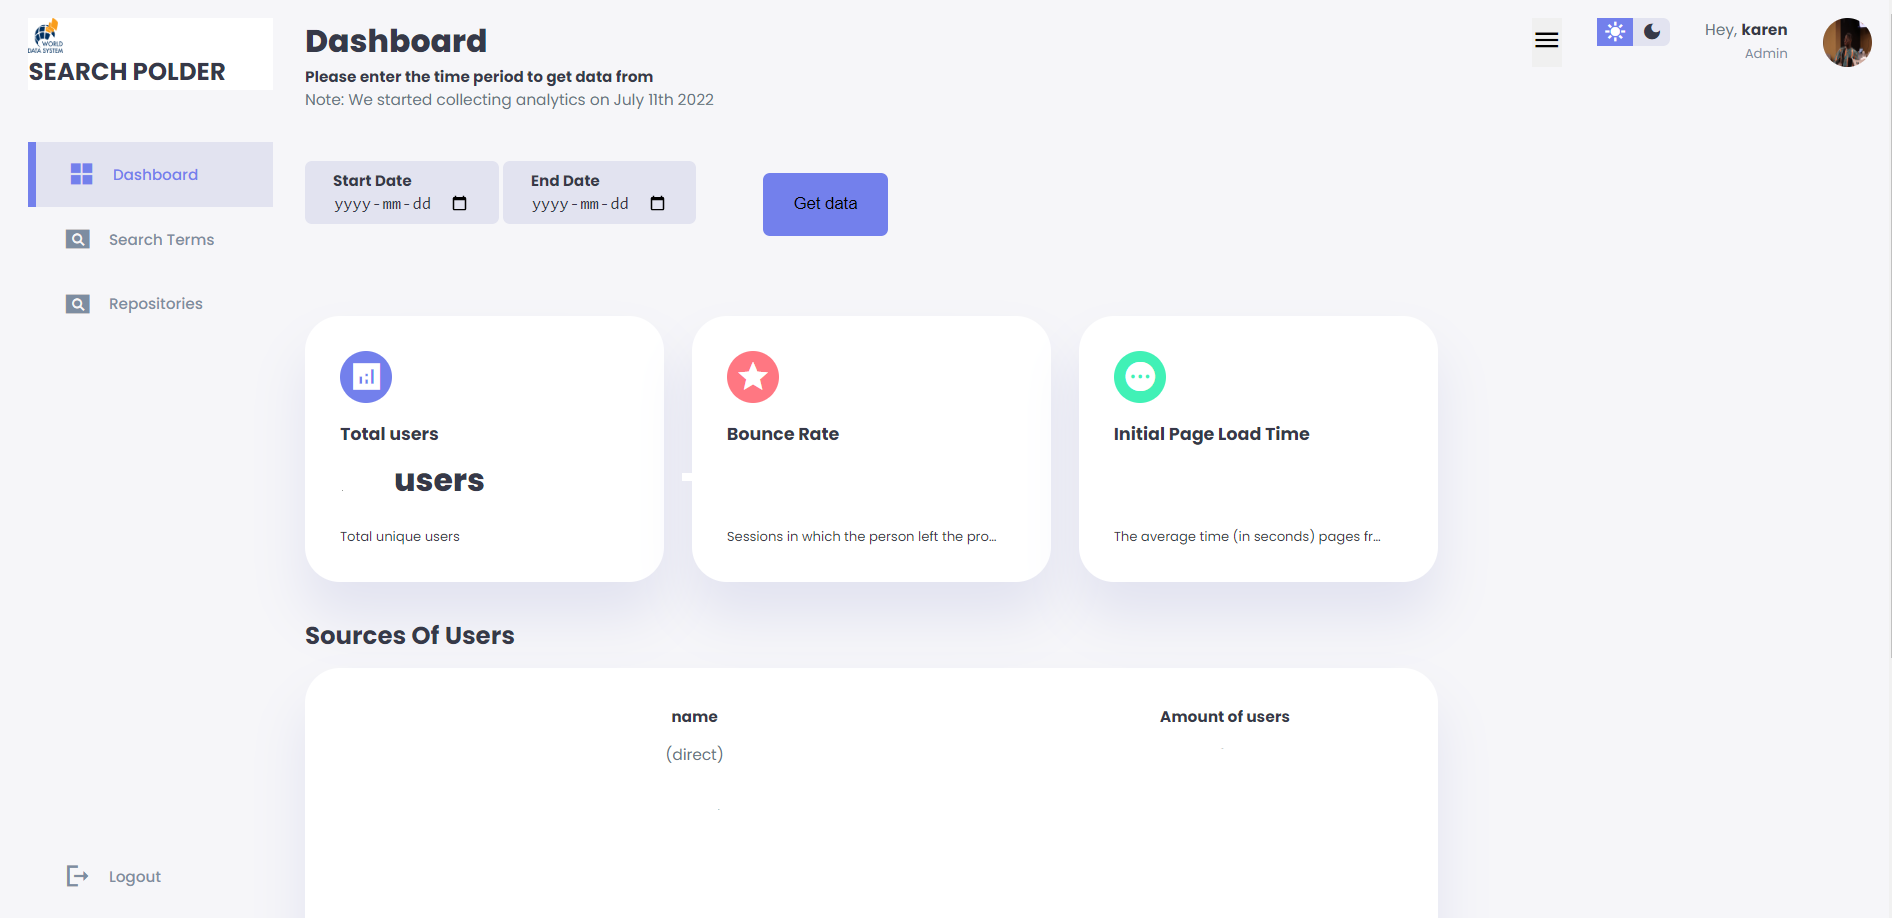 WORLD
DATA SYSTEM
SEARCH POLDER
Dashboard
Search Terms
Repositories
Logout
Dashboard
Please enter the time period to get data from
Note: We started collecting analytics on July 11th 2022
Hey, karen
Admin
Start Date
yyyy-mm-dd
End Date
yyyy-mm-dd
Get data
Total users
users
Total unique users
Bounce Rate
Sessions in which the person left the pro...
Initial Page Load Time
The average time (in seconds) pages fr...
Sources Of Users
name
Amount of users
(direct)